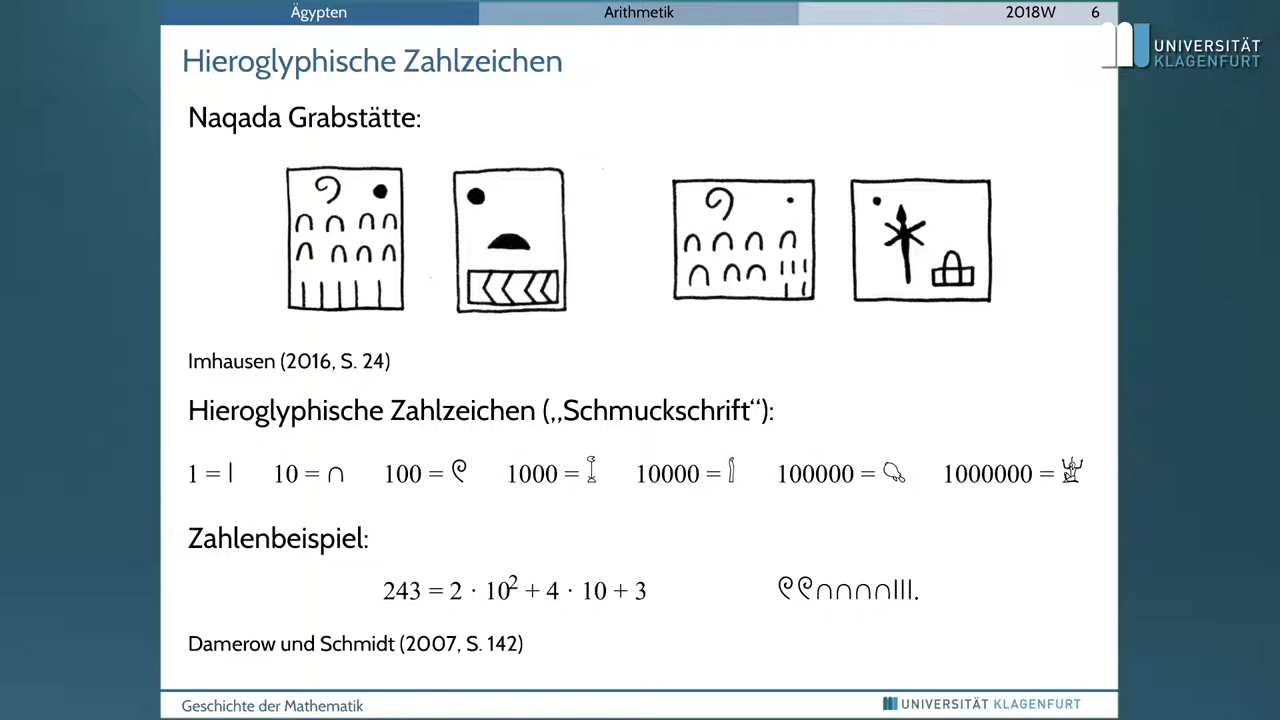 Ägypten Arithmetik 2018W 6
UNIVERSITÄT
KLAGENFURT
Hieroglyphische Zahlzeichen
Naqada Grabstätte:
Imhausen (2016, S. 24)
Hieroglyphische Zahlzeichen („Schmuckschrift“):
1 = 𓏺 10 = 𓎆 100 = 𓍢 1000 = 𓆼 10000 = 𓂭 100000 = 𓆐 1000000 = 𓁨
Zahlenbeispiel:
243 = 2 · 10² + 4 · 10 + 3 𓍢𓍢𓎆𓎆𓎆𓎆𓏺𓏺𓏺.
Damerow und Schmidt (2007, S. 142)
Geschichte der Mathematik UNIVERSITÄT KLAGENFURT